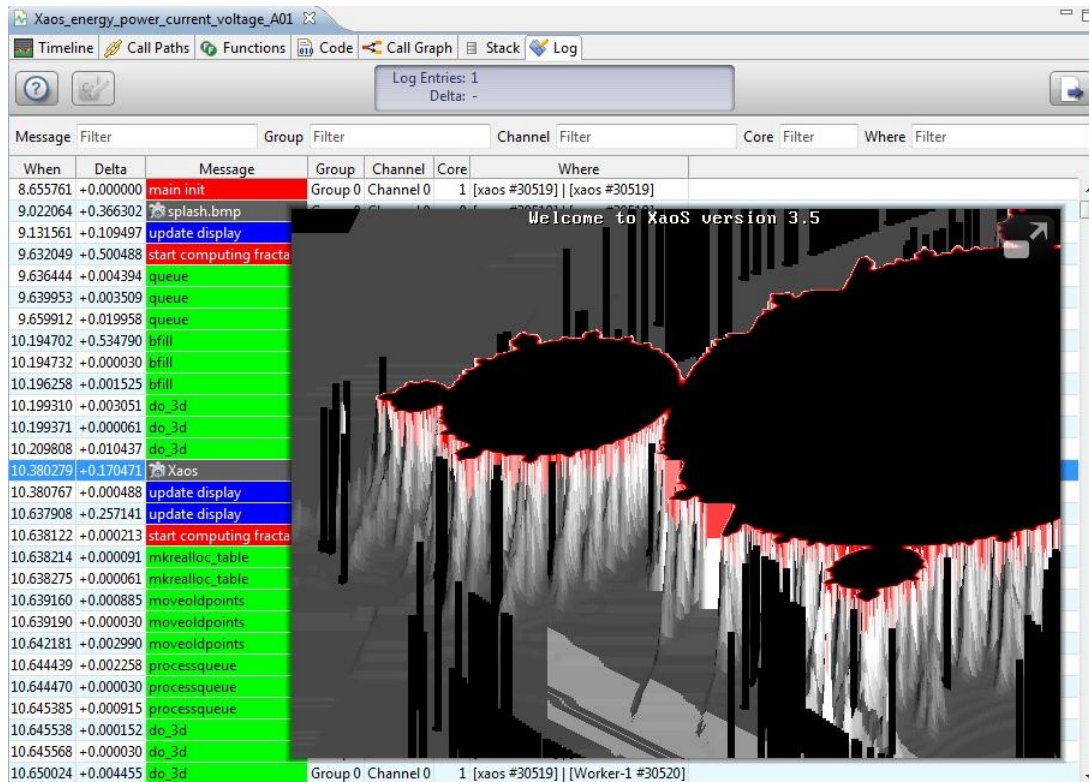 Xaos_energy_power_current_voltage_A01
Timeline Call Paths Functions Code Call Graph Stack Log
Log Entries: 1
Delta: -
Message Filter Group Filter Channel Filter Core Filter Where Filter
When Delta Message Group Channel Core Where
8.655761 +0.000000 main init Group 0 Channel 0 1 [xaos #30519] | [xaos #30519]
9.022064 +0.366302 splash.bmp
Welcome to XaoS version 3.5
9.131561 +0.109497 update display
9.632049 +0.500488 start computing fracta
9.636444 +0.004394 queue
9.639953 +0.003509 queue
9.659912 +0.019958 queue
10.194702 +0.534790 bfill
10.194732 +0.000030 bfill
10.196258 +0.001525 bfill
10.199310 +0.003051 do_3d
10.199371 +0.000061 do_3d
10.209808 +0.010437 do_3d
10.380279 +0.170471 Xaos
10.380767 +0.000488 update display
10.637908 +0.257141 update display
10.638122 +0.000213 start computing fracta
10.638214 +0.000091 mkrealloc_table
10.638275 +0.000061 mkrealloc_table
10.639160 +0.000885 moveoldpoints
10.639190 +0.000030 moveoldpoints
10.642181 +0.002990 moveoldpoints
10.644439 +0.002258 processqueue
10.644470 +0.000030 processqueue
10.645385 +0.000915 processqueue
10.645538 +0.000152 do_3d
10.645568 +0.000030 do_3d
10.650024 +0.004455 do_3d Group 0 Channel 0 1 [xaos #30519] | [Worker-1 #30520]